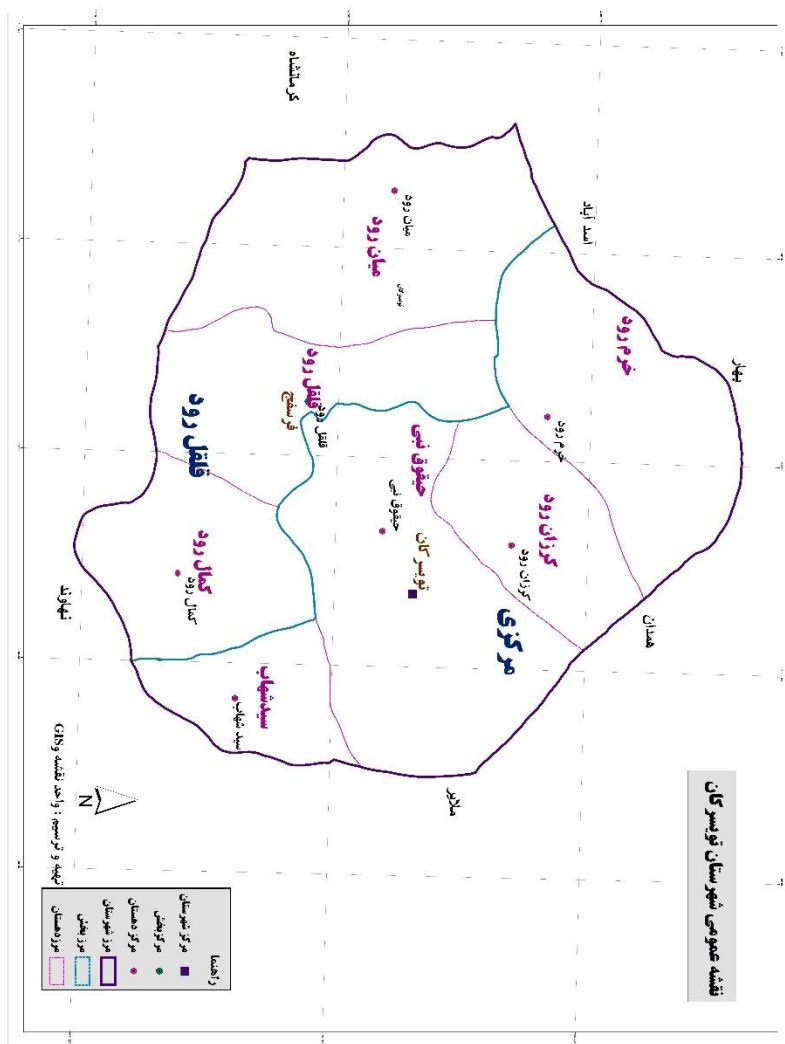 نقشه عمومی شهرستان تویسرکان
کرمانشاه
اسد آباد
بهار
همدان
ملایر
نهاوند
میان رود
میان رود
تویسرکان
خرم رود
خرم رود
قلقل رود
قلقل رود
فرسفج
قلقل رود
حیقوق نبی
حیقوق نبی
تویسرکان
کرزان رود
کرزان رود
مرکزی
کمال رود
کمال رود
سیدشهاب
سید شهاب
N
تهیه و ترسیم : واحد نقشه و GIS
راهنما
مرکز شهرستان
مرکز بخش
مرکز دهستان
مرز شهرستان
مرز بخش
مرز دهستان